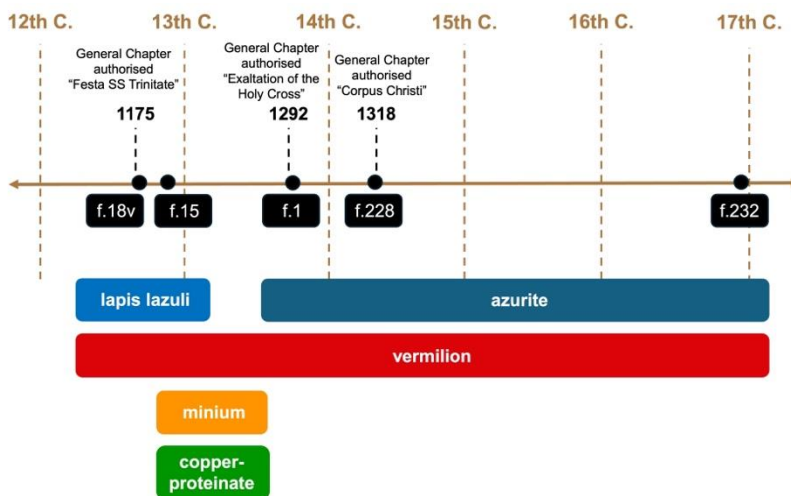 12th C.
13th C.
14th C.
15th C.
16th C.
17th C.
General Chapter
authorised
“Festa SS Trinitate”
1175
General Chapter
authorised
“Exaltation of the
Holy Cross”
1292
General Chapter
authorised
“Corpus Christi”
1318
f.18v
f.15
f.1
f.228
f.232
lapis lazuli
azurite
vermilion
minium
copper-
proteinate